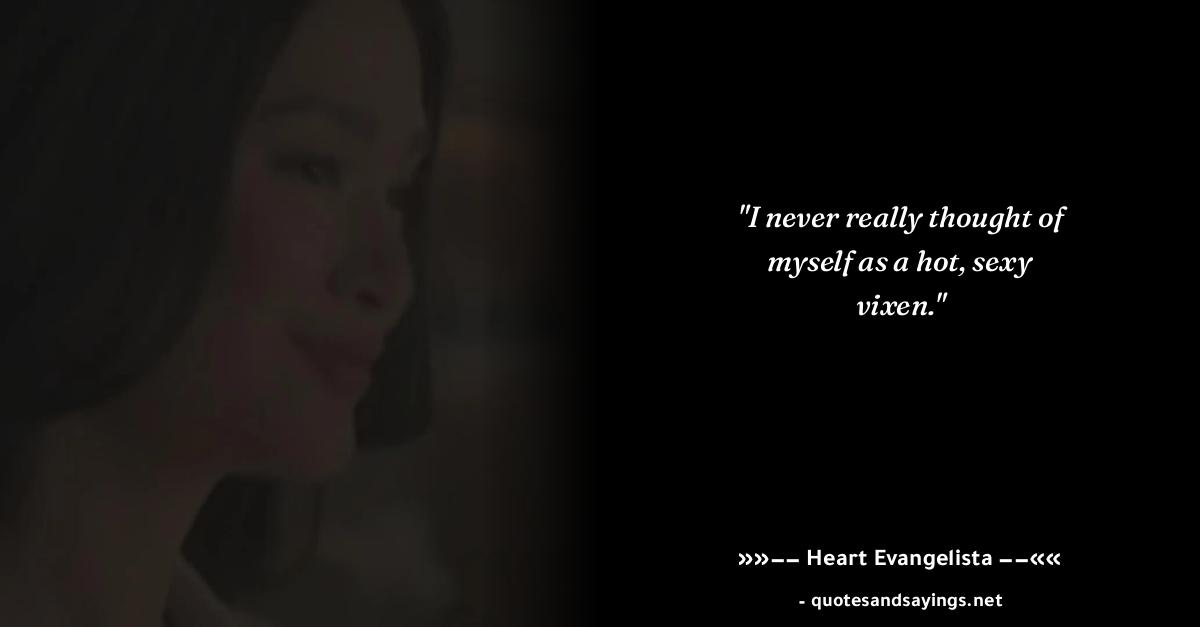 "I never really thought of
myself as a hot, sexy
vixen."
»»−− Heart Evangelista −−««
- quotesandsayings.net